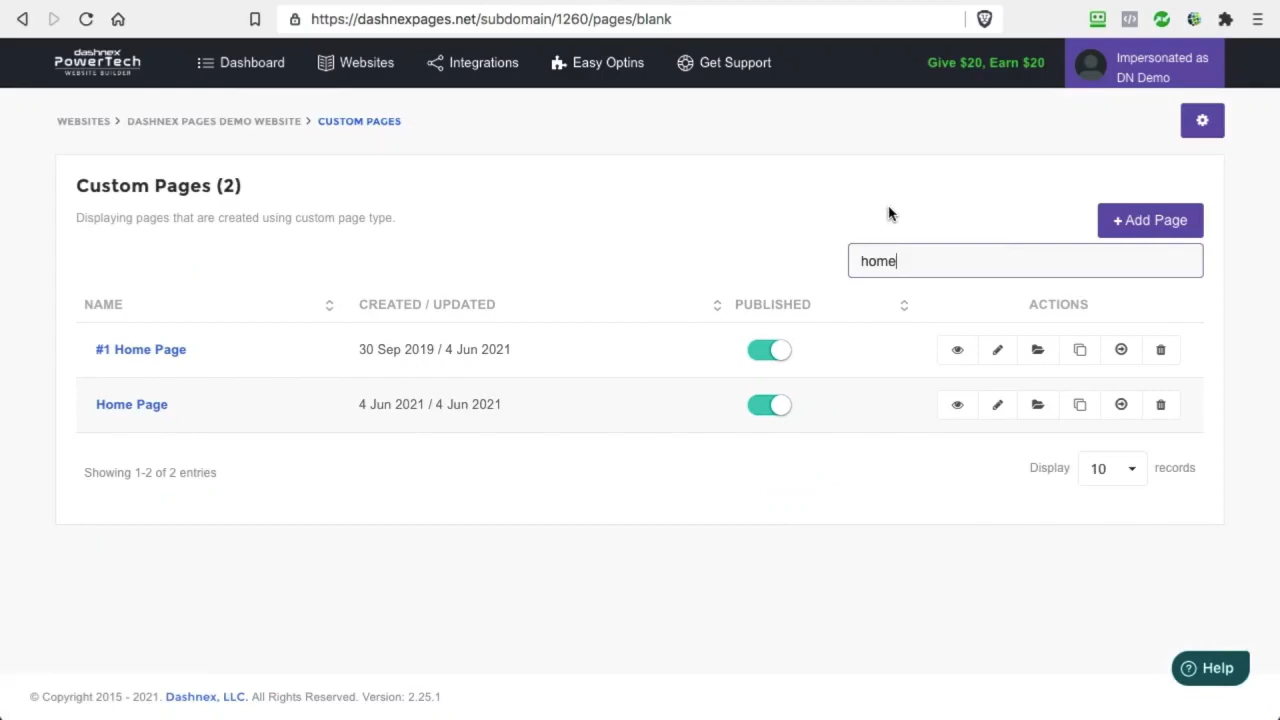 https://dashnexpages.net/subdomain/1260/pages/blank
dashnex
POWERTECH
WEBSITE BUILDER
Dashboard
Websites
Integrations
Easy Optins
Get Support
Give $20, Earn $20
Impersonated as
DN Demo
WEBSITES > DASHNEX PAGES DEMO WEBSITE > CUSTOM PAGES
Custom Pages (2)
Displaying pages that are created using custom page type.
+ Add Page
home
NAME CREATED / UPDATED PUBLISHED ACTIONS
#1 Home Page 30 Sep 2019 / 4 Jun 2021
Home Page 4 Jun 2021 / 4 Jun 2021
Showing 1-2 of 2 entries
Display 10 records
? Help
© Copyright 2015 - 2021. Dashnex, LLC. All Rights Reserved. Version: 2.25.1